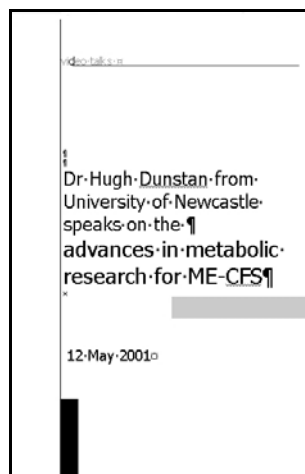 video-talks
Dr Hugh Dunstan from
University of Newcastle
speaks on the ¶
advances in metabolic
research for ME-CFS¶
12 May 2001